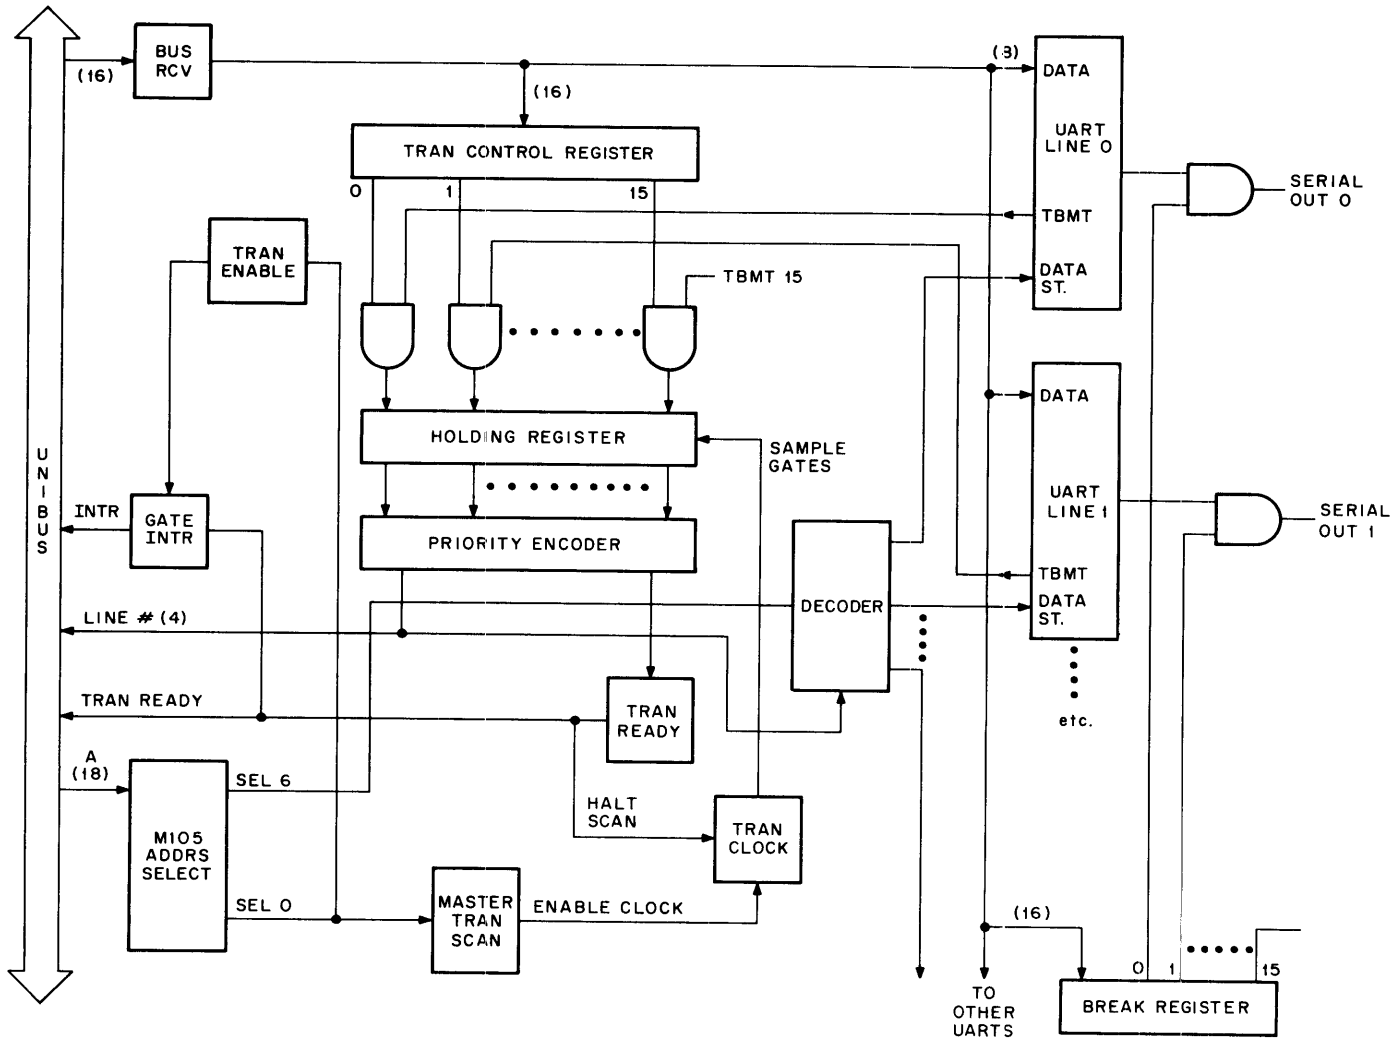 BUS
RCV
(16)
(16)
(8)
DATA
UART
LINE 0
TBMT
DATA
ST.
SERIAL
OUT 0
TRAN CONTROL REGISTER
0
1
15
TRAN
ENABLE
TBMT 15
HOLDING REGISTER
SAMPLE
GATES
PRIORITY ENCODER
UNIBUS
INTR
GATE
INTR
DATA
UART
LINE 1
TBMT
DATA
ST.
SERIAL
OUT 1
DECODER
LINE # (4)
TRAN READY
TRAN
READY
etc.
A
(18)
M105
ADDRS
SELECT
SEL 6
SEL 0
HALT
SCAN
TRAN
CLOCK
MASTER
TRAN
SCAN
ENABLE CLOCK
(16)
0
1
15
TO
OTHER
UARTS
BREAK REGISTER